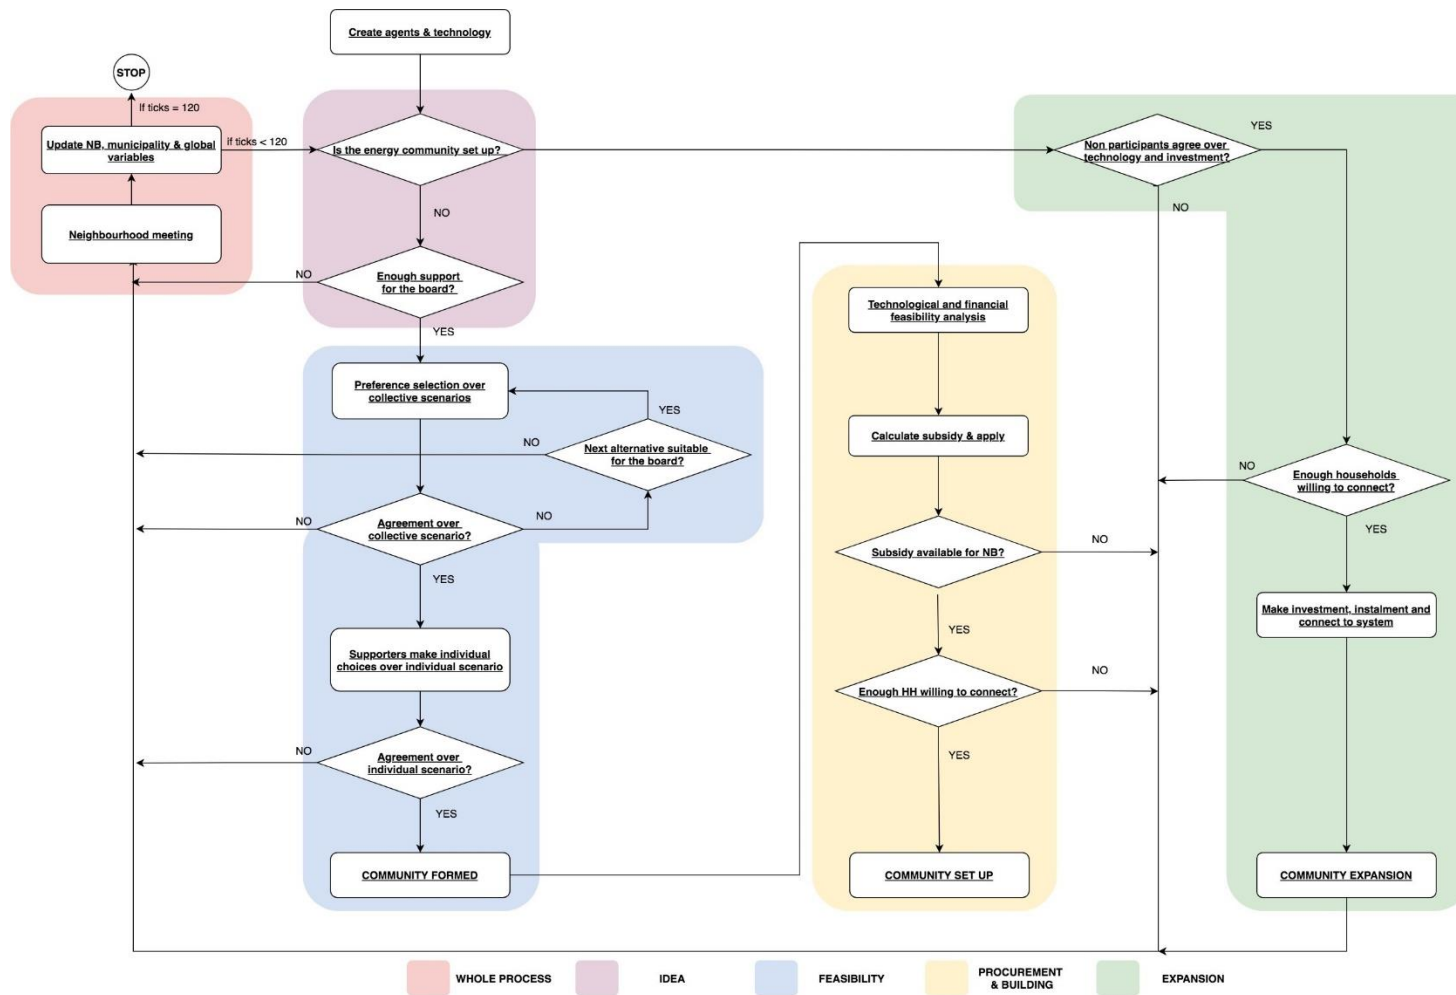 Create agents & technology
STOP
If ticks = 120
Update NB, municipality & global
variables
if ticks < 120
Is the energy community set up?
Non participants agree over
technology and investment?
YES
NO
NO
Neighbourhood meeting
NO
Enough support
for the board?
YES
Technological and financial
feasibility analysis
Preference selection over
collective scenarios
YES
NO
Next alternative suitable
for the board?
Calculate subsidy & apply
NO
Enough households
willing to connect?
YES
NO
Agreement over
collective scenario?
NO
YES
Subsidy available for NB?
NO
YES
Make investment, instalment and
connect to system
Supporters make individual
choices over individual scenario
Enough HH willing to connect?
NO
YES
NO
Agreement over
individual scenario?
YES
COMMUNITY FORMED
COMMUNITY SET UP
COMMUNITY EXPANSION
WHOLE PROCESS
IDEA
FEASIBILITY
PROCUREMENT
& BUILDING
EXPANSION